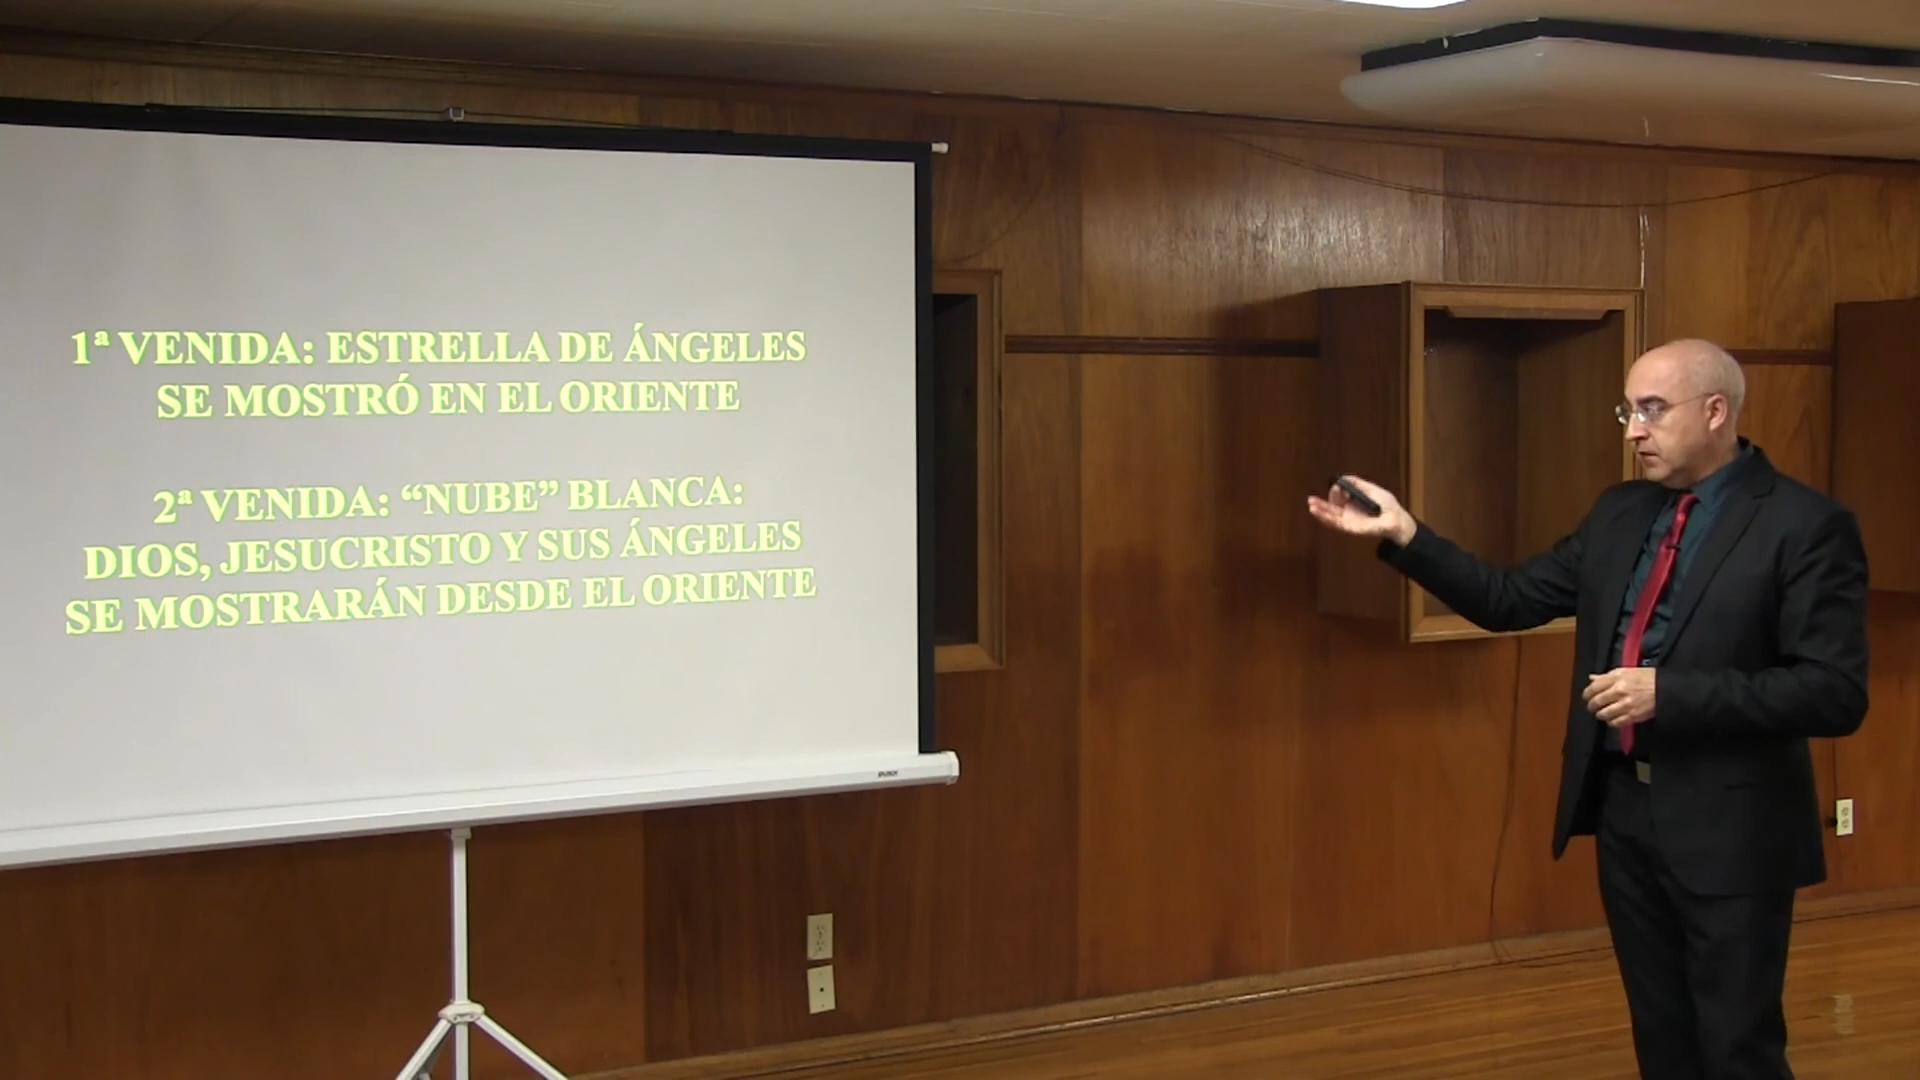 1ª VENIDA: ESTRELLA DE ÁNGELES
SE MOSTRÓ EN EL ORIENTE
2ª VENIDA: “NUBE” BLANCA:
DIOS, JESUCRISTO Y SUS ÁNGELES
SE MOSTRARÁN DESDE EL ORIENTE